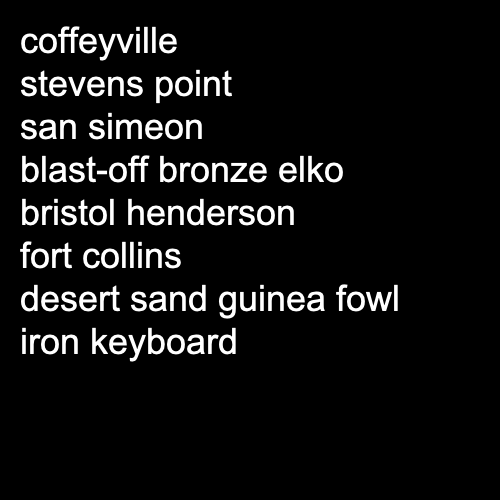 coffeyville
stevens point
san simeon
blast-off bronze elko
bristol henderson
fort collins
desert sand guinea fowl
iron keyboard